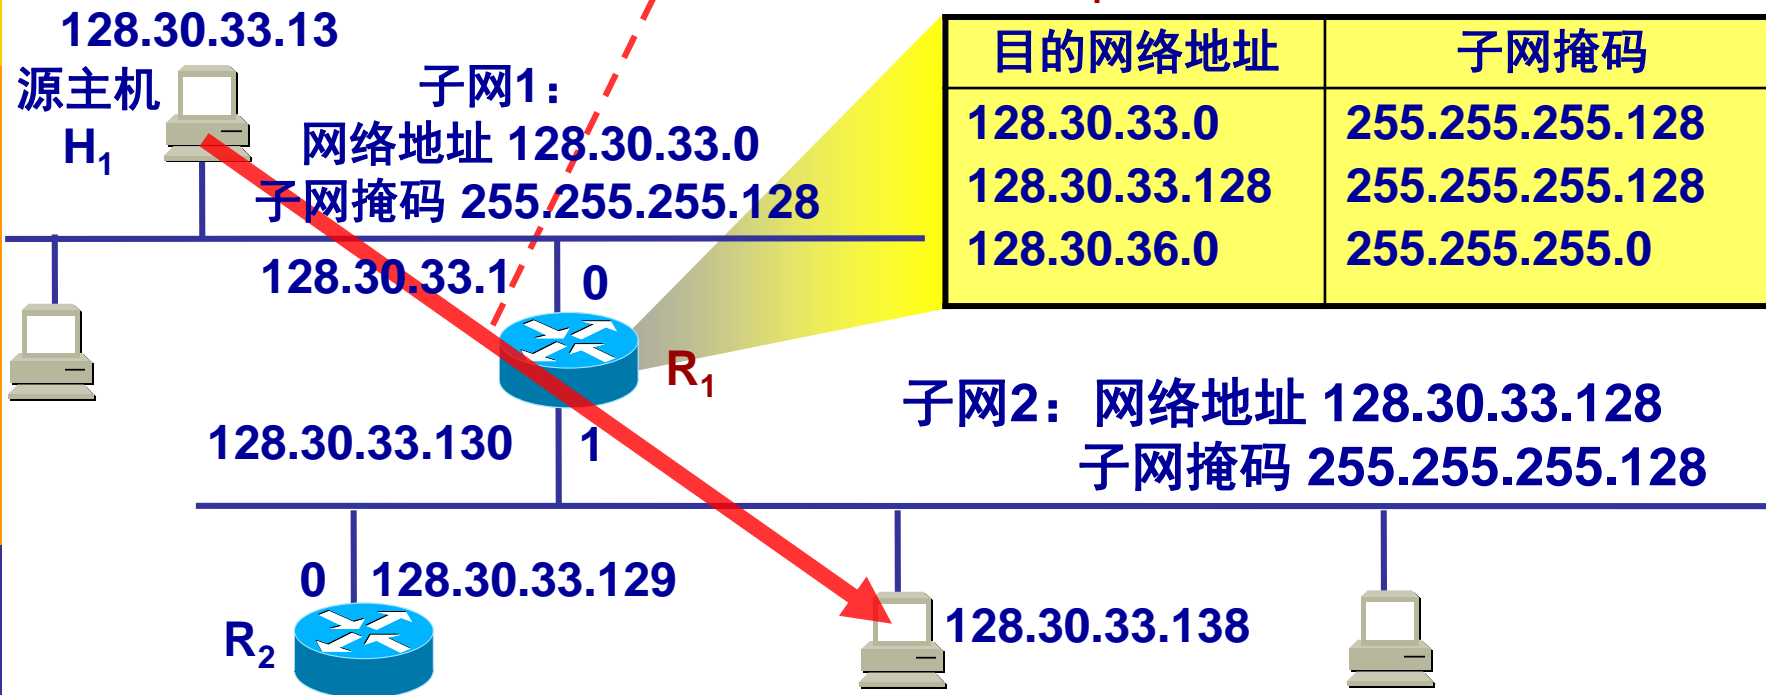 128.30.33.13
源主机
H1
子网1：
网络地址 128.30.33.0
子网掩码 255.255.255.128
目的网络地址 子网掩码
128.30.33.0 255.255.255.128
128.30.33.128 255.255.255.128
128.30.36.0 255.255.255.0
128.30.33.1 0
R1
128.30.33.130 1
子网2：网络地址 128.30.33.128
子网掩码 255.255.255.128
0 128.30.33.129
R2
128.30.33.138